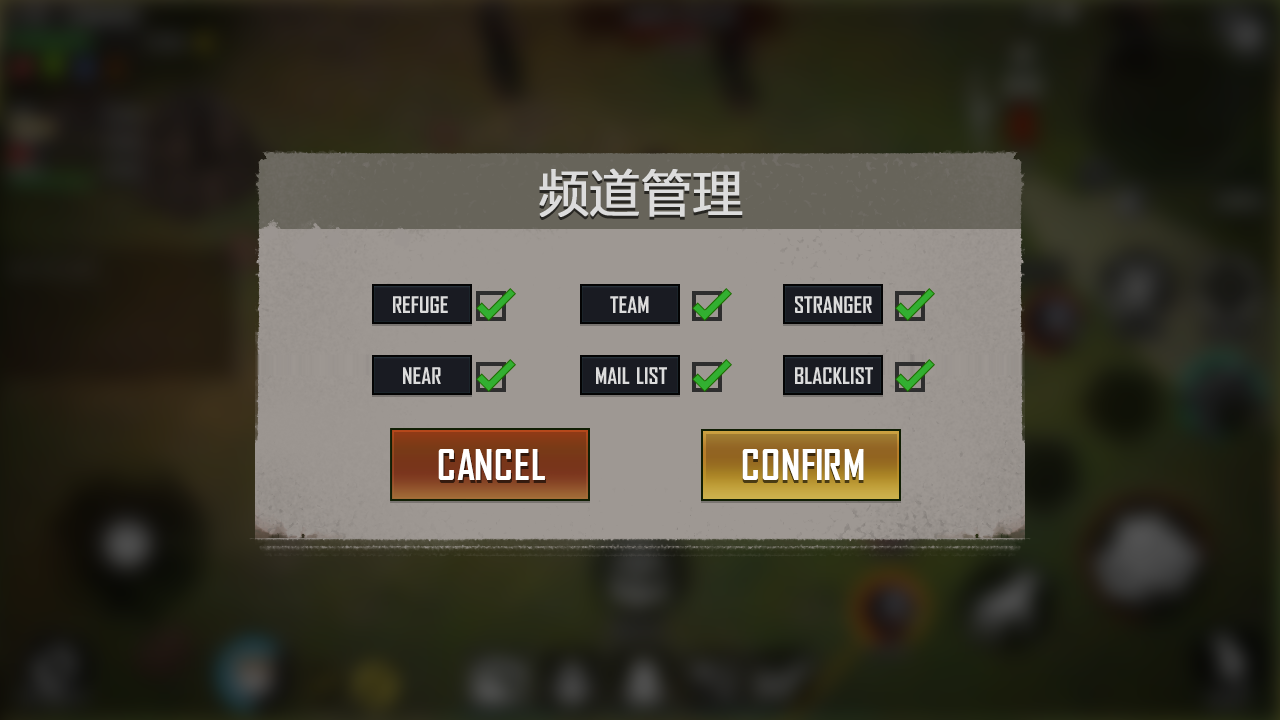 频道管理
REFUGE TEAM STRANGER
NEAR MAIL LIST BLACKLIST
CANCEL CONFIRM